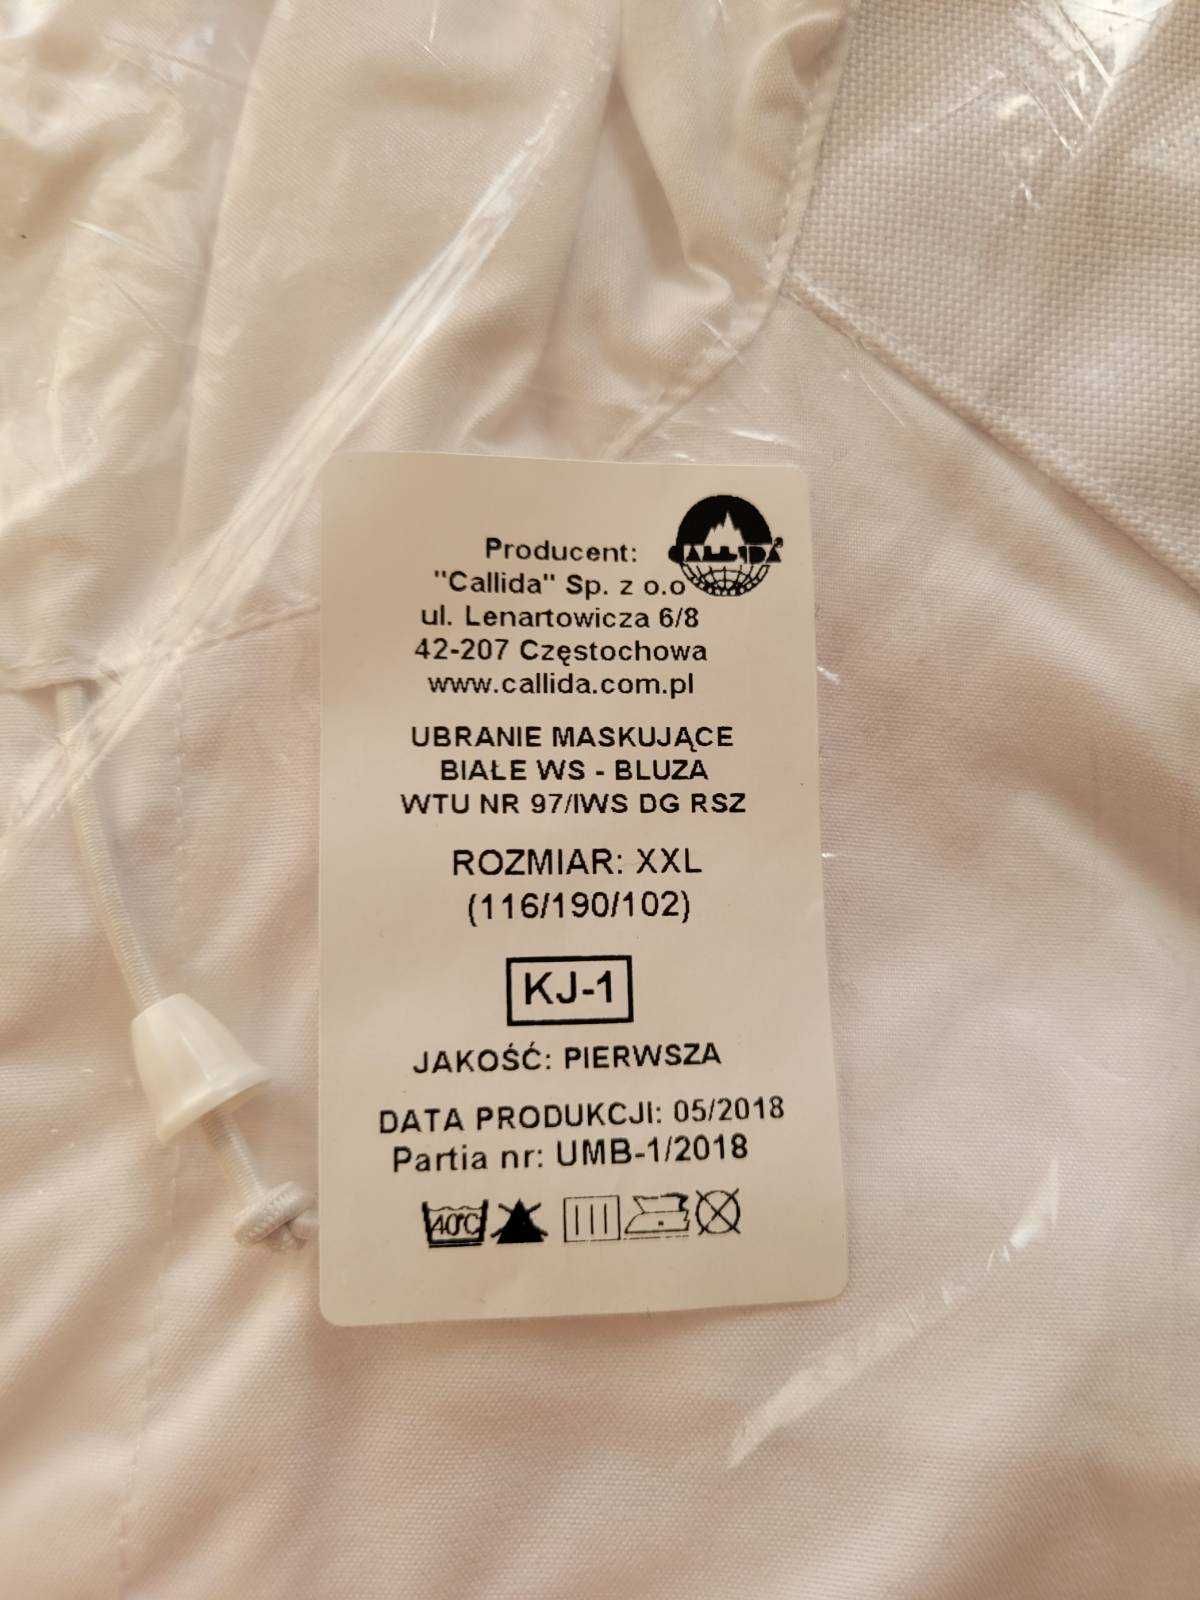 CALLIDA®
Producent:
"Callida" Sp. z o.o
ul. Lenartowicza 6/8
42-207 Częstochowa
www.callida.com.pl
UBRANIE MASKUJĄCE
BIAŁE WS - BLUZA
WTU NR 97/IWS DG RSZ
ROZMIAR: XXL
(116/190/102)
KJ-1
JAKOŚĆ: PIERWSZA
DATA PRODUKCJI: 05/2018
Partia nr: UMB-1/2018
40°C